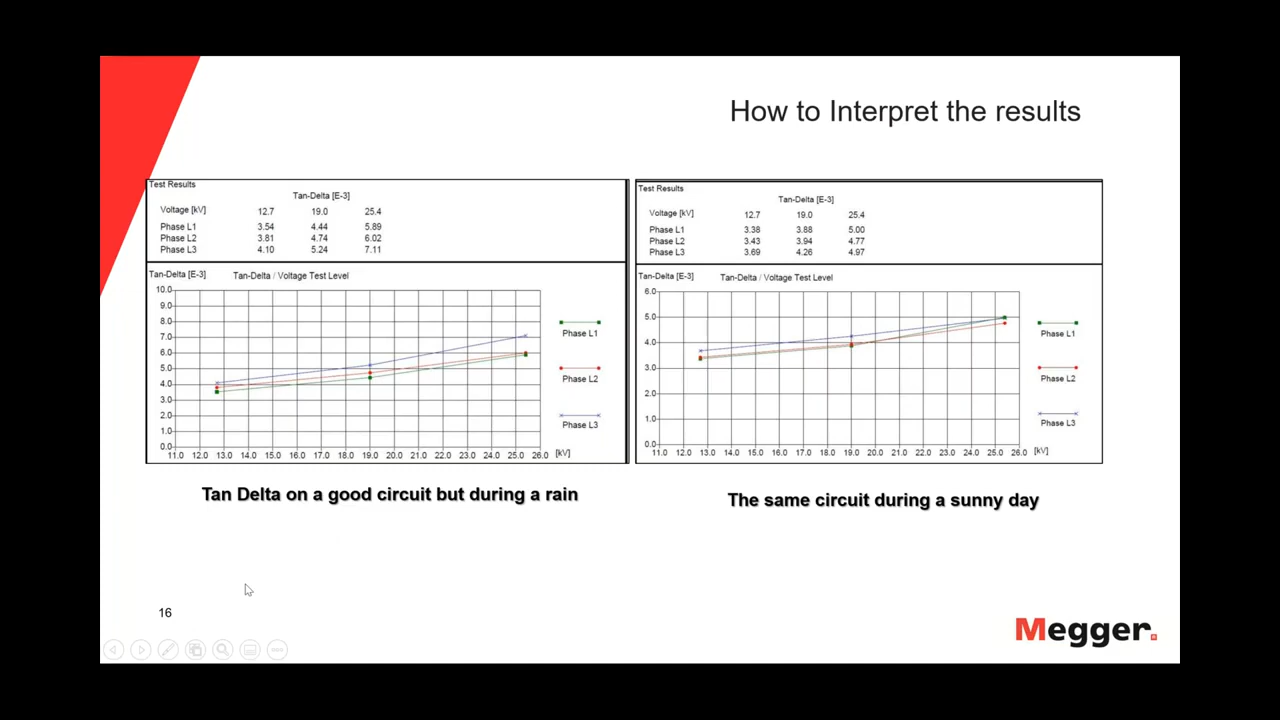 How to Interpret the results
Test Results
Tan-Delta [E-3]
Voltage [kV] 12.7 19.0 25.4
Phase L1 3.54 4.44 5.89
Phase L2 3.81 4.74 6.02
Phase L3 4.10 5.24 7.11
Tan-Delta [E-3] Tan-Delta / Voltage Test Level
10.0
9.0
8.0
7.0
6.0
5.0
4.0
3.0
2.0
1.0
0.0
11.0 12.0 13.0 14.0 15.0 16.0 17.0 18.0 19.0 20.0 21.0 22.0 23.0 24.0 25.0 26.0 [kV]
Phase L1
Phase L2
Phase L3
Tan Delta on a good circuit but during a rain
Test Results
Tan-Delta [E-3]
Voltage [kV] 12.7 19.0 25.4
Phase L1 3.38 3.88 5.00
Phase L2 3.43 3.94 4.77
Phase L3 3.69 4.26 4.97
Tan-Delta [E-3] Tan-Delta / Voltage Test Level
6.0
5.0
4.0
3.0
2.0
1.0
0.0
11.0 12.0 13.0 14.0 15.0 16.0 17.0 18.0 19.0 20.0 21.0 22.0 23.0 24.0 25.0 26.0 [kV]
Phase L1
Phase L2
Phase L3
The same circuit during a sunny day
16
Megger.